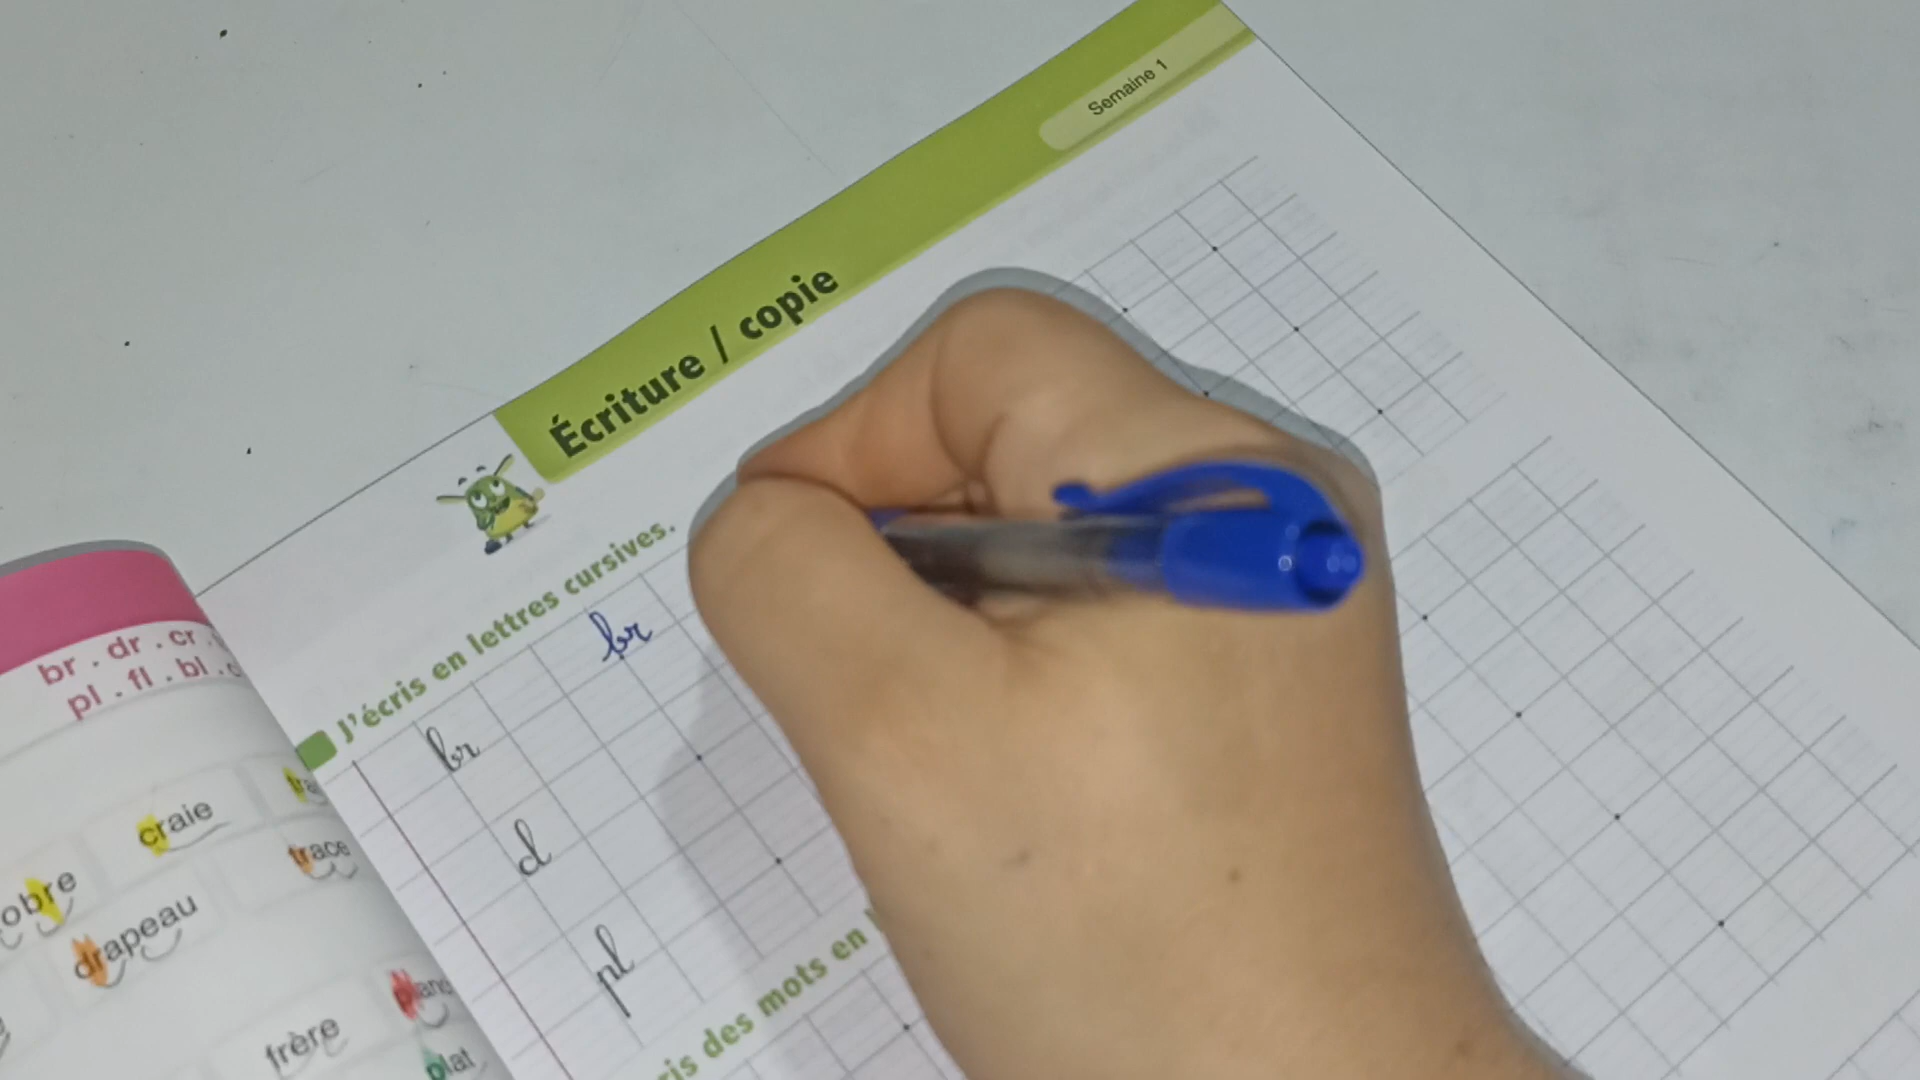 Semaine 1
Écriture / copie
J'écris en lettres cursives.
br br
cl
pl
ris des mots en
br . dr . cr .
pl . fl . bl .
craie
trace
obre
drapeau
frère
plat